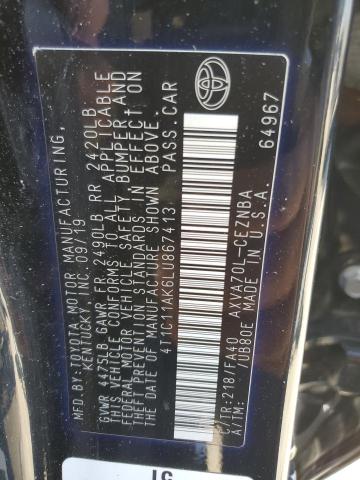 MFD.BY:TOYOTA MOTOR MANUFACTURING,
KENTUCKY, INC. 09/19
GVWR 4475LB GAWR FR 2490LB RR 2420LB
THIS VEHICLE CONFORMS TO ALL APPLICABLE
FEDERAL MOTOR VEHICLE SAFETY, BUMPER AND
THEFT PREVENTION STANDARDS IN EFFECT ON
THE DATE OF MANUFACTURE SHOWN ABOVE.
4T1C11AK6LU867413 PASS.CAR
C/TR:218/FA40 AXVA70L-CEZNBA
A/TM: /UB80E MADE IN U.S.A. 64967